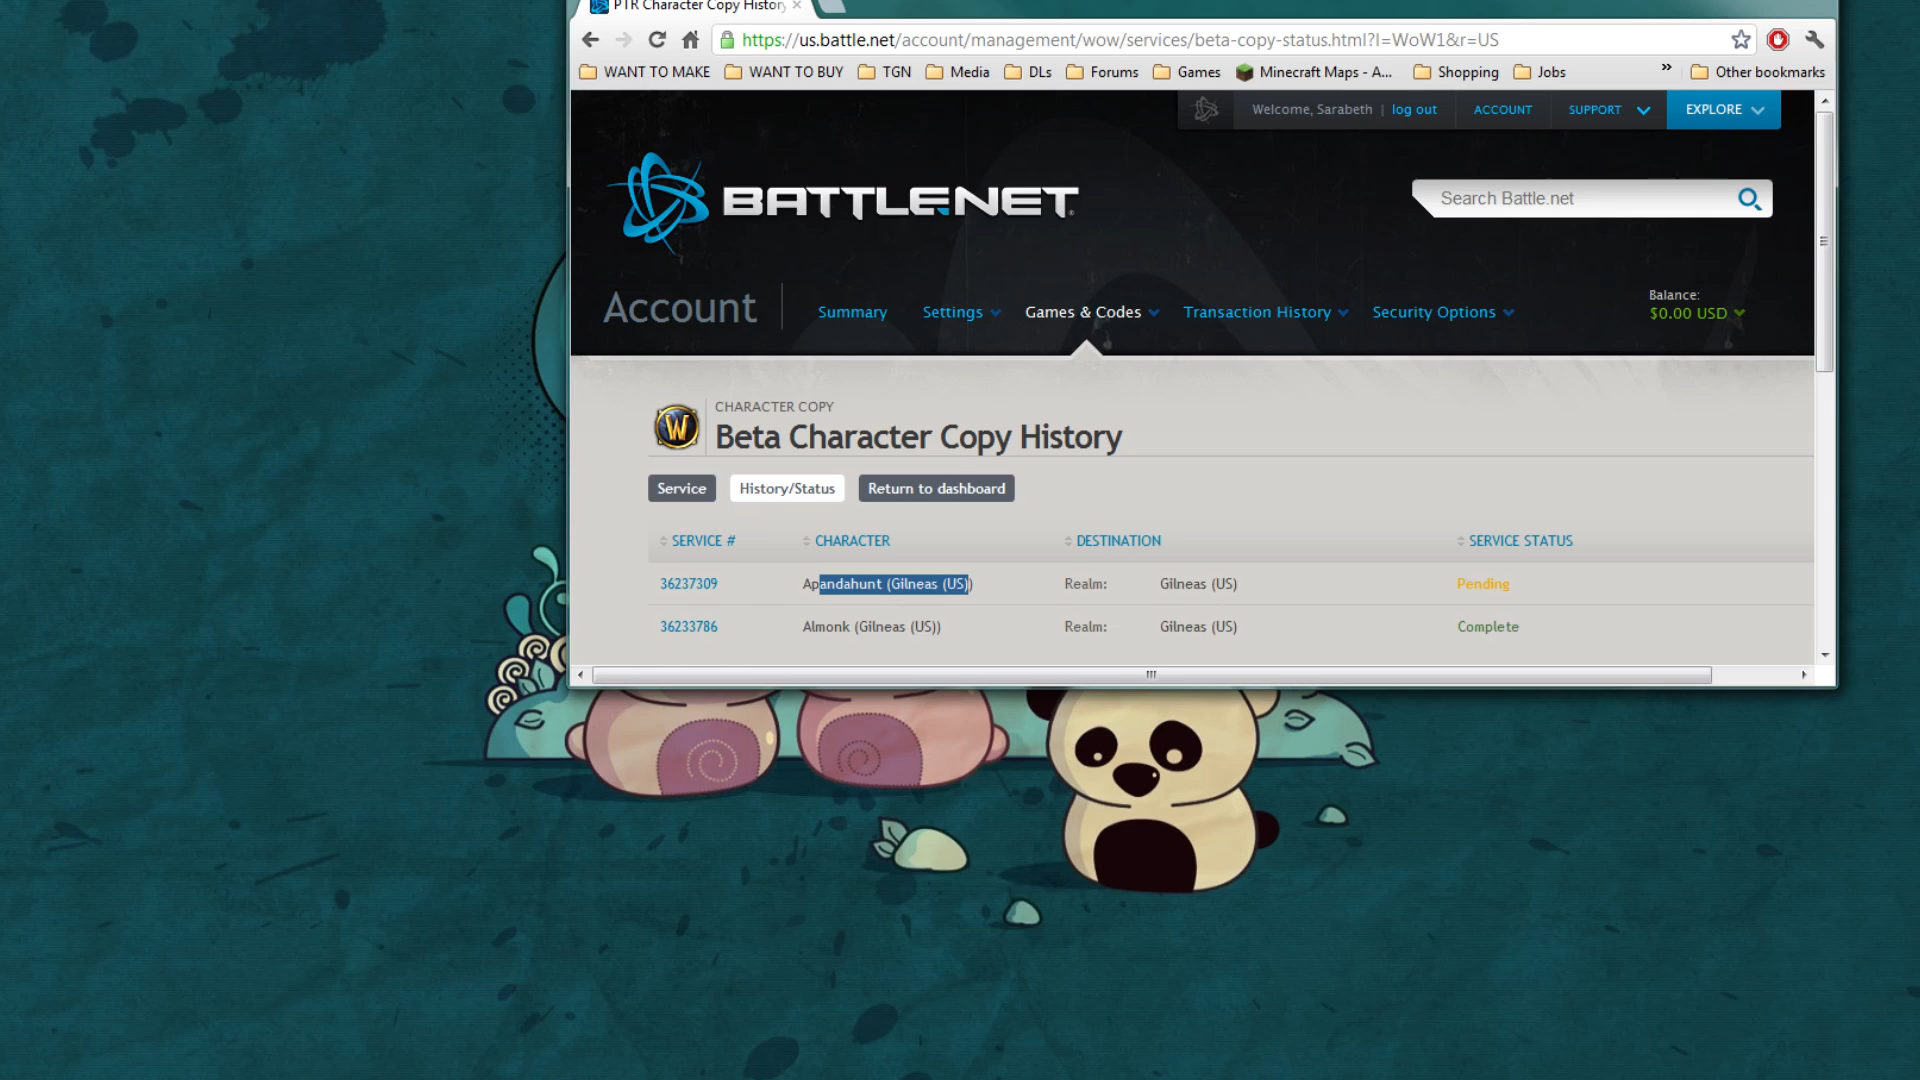 PTR Character Copy History
https://us.battle.net/account/management/wow/services/beta-copy-status.html?l=WoW1&r=US
WANT TO MAKE WANT TO BUY TGN Media DLs Forums Games Minecraft Maps - A... Shopping Jobs » Other bookmarks
Welcome, Sarabeth | log out ACCOUNT SUPPORT EXPLORE
BATTLE.NET
Search Battle.net
Account Summary Settings Games & Codes Transaction History Security Options
Balance:
$0.00 USD
CHARACTER COPY
Beta Character Copy History
Service History/Status Return to dashboard
SERVICE # CHARACTER DESTINATION SERVICE STATUS
36237309 Apandahunt (Gilneas (US)) Realm: Gilneas (US) Pending
36233786 Almonk (Gilneas (US)) Realm: Gilneas (US) Complete